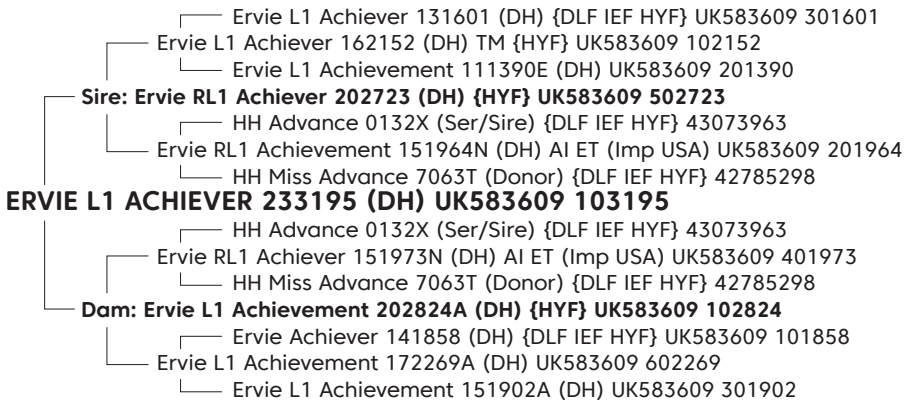 Ervie L1 Achiever 131601 (DH) {DLF IEF HYF} UK583609 301601
Ervie L1 Achiever 162152 (DH) TM {HYF} UK583609 102152
Ervie L1 Achievement 111390E (DH) UK583609 201390
Sire: Ervie RL1 Achiever 202723 (DH) {HYF} UK583609 502723
HH Advance 0132X (Ser/Sire) {DLF IEF HYF} 43073963
Ervie RL1 Achievement 151964N (DH) AI ET (Imp USA) UK583609 201964
HH Miss Advance 7063T (Donor) {DLF IEF HYF} 42785298
ERVIE L1 ACHIEVER 233195 (DH) UK583609 103195
HH Advance 0132X (Ser/Sire) {DLF IEF HYF} 43073963
Ervie RL1 Achiever 151973N (DH) AI ET (Imp USA) UK583609 401973
HH Miss Advance 7063T (Donor) {DLF IEF HYF} 42785298
Dam: Ervie L1 Achievement 202824A (DH) {HYF} UK583609 102824
Ervie Achiever 141858 (DH) {DLF IEF HYF} UK583609 101858
Ervie L1 Achievement 172269A (DH) UK583609 602269
Ervie L1 Achievement 151902A (DH) UK583609 301902